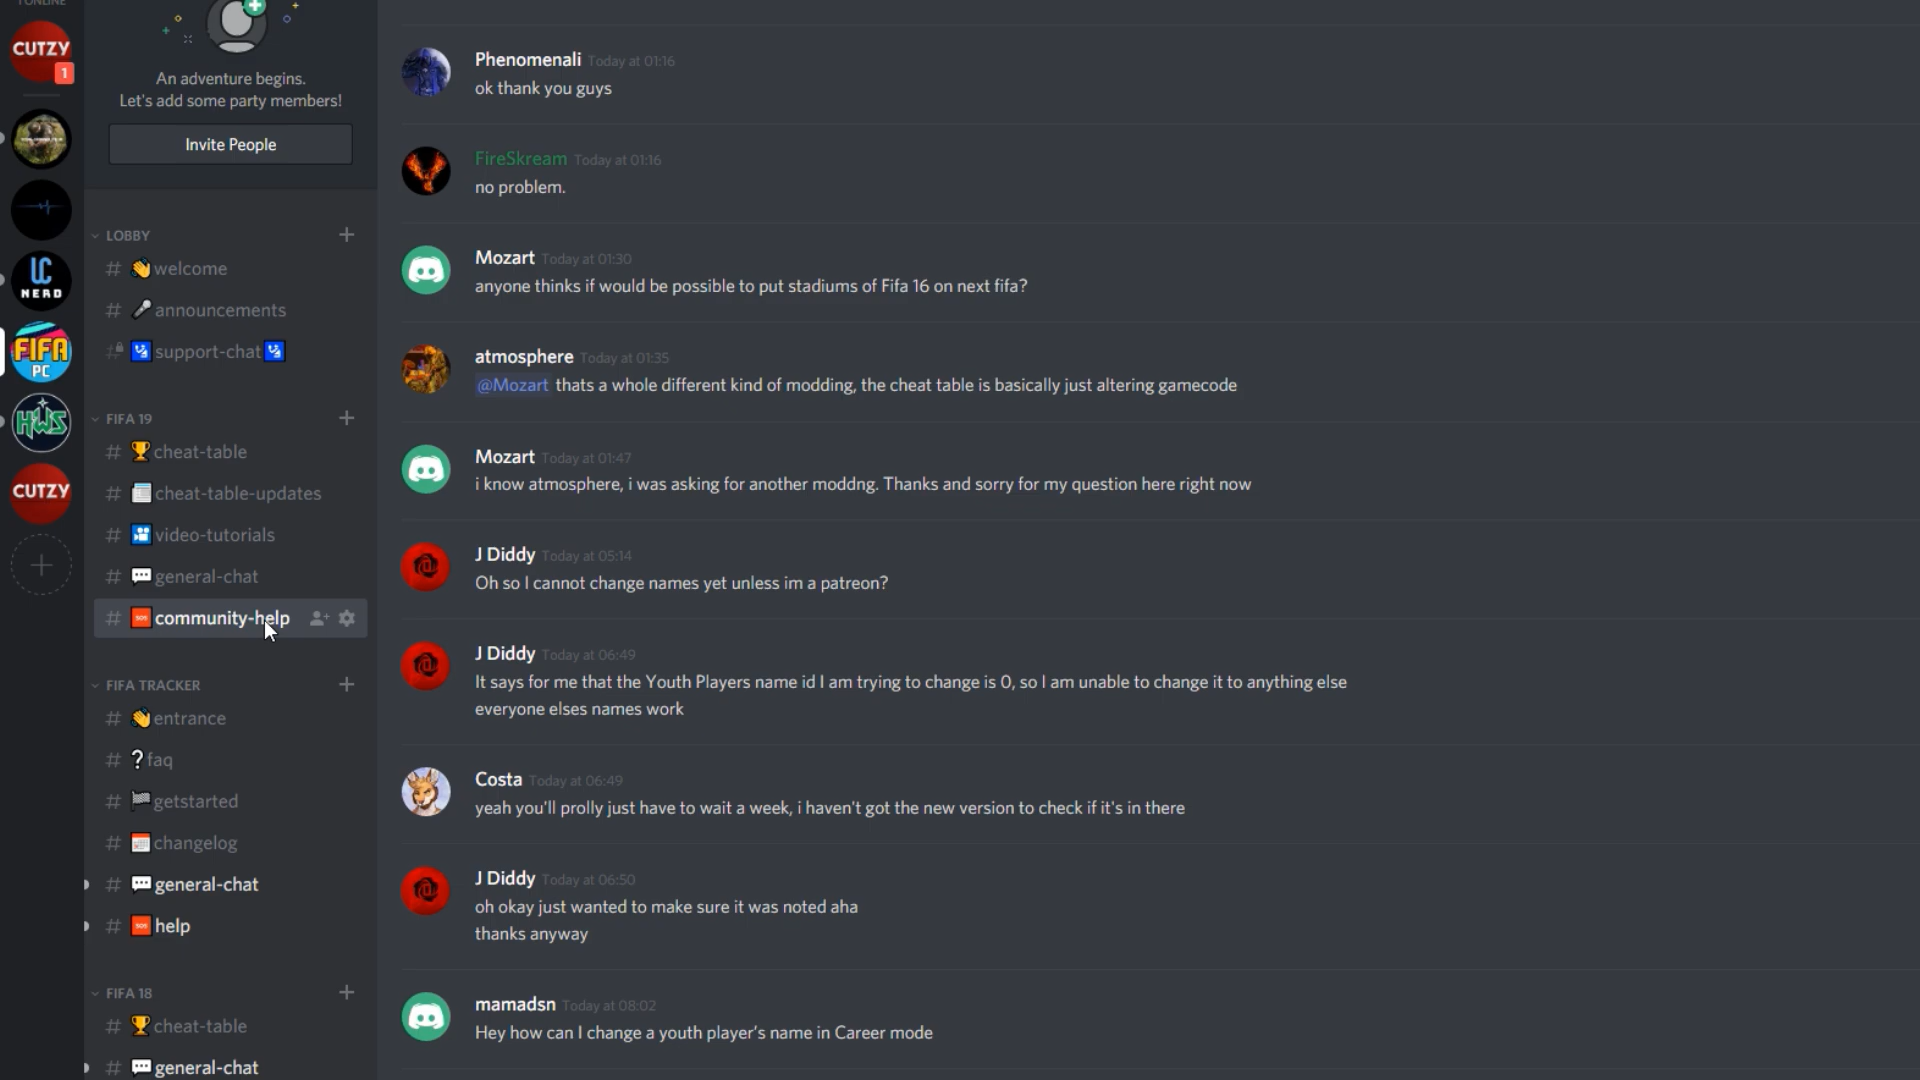 1 ONLINE
CUTZY
1
UC
NERD
FIFA
PC
HWS
CUTZY
An adventure begins.
Let's add some party members!
Invite People
LOBBY
# welcome
# announcements
# support-chat
FIFA 19
# cheat-table
# cheat-table-updates
# video-tutorials
# general-chat
# SOS community-help
FIFA TRACKER
# entrance
# ? faq
# getstarted
# changelog
# general-chat
# SOS help
FIFA 18
# cheat-table
# general-chat
Phenomenali Today at 01:16
ok thank you guys
FireSkream Today at 01:16
no problem.
Mozart Today at 01:30
anyone thinks if would be possible to put stadiums of Fifa 16 on next fifa?
atmosphere Today at 01:35
@Mozart thats a whole different kind of modding, the cheat table is basically just altering gamecode
Mozart Today at 01:47
i know atmosphere, i was asking for another moddng. Thanks and sorry for my question here right now
J Diddy Today at 05:14
Oh so I cannot change names yet unless im a patreon?
J Diddy Today at 06:49
It says for me that the Youth Players name id I am trying to change is 0, so I am unable to change it to anything else
everyone elses names work
Costa Today at 06:49
yeah you'll prolly just have to wait a week, i haven't got the new version to check if it's in there
J Diddy Today at 06:50
oh okay just wanted to make sure it was noted aha
thanks anyway
mamadsn Today at 08:02
Hey how can I change a youth player's name in Career mode